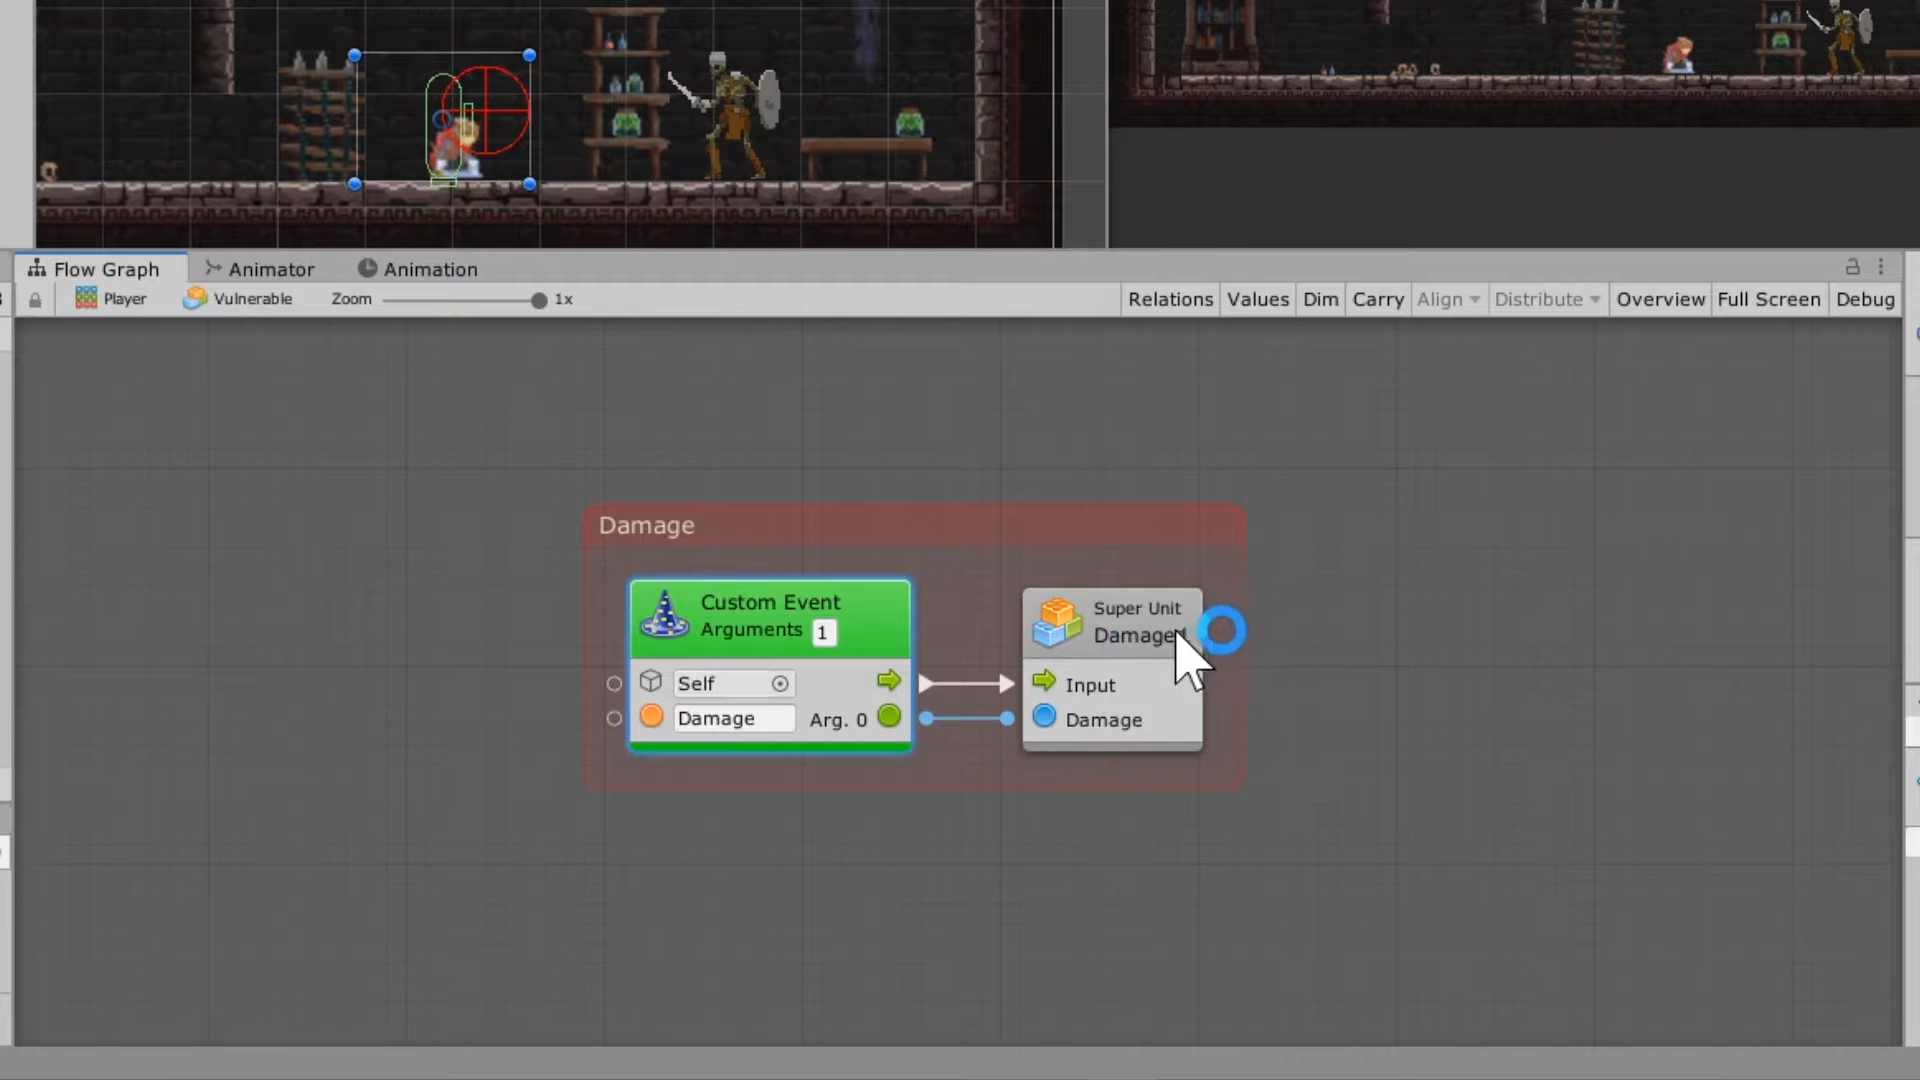 Flow Graph Animator Animation
Player Vulnerable Zoom 1x Relations Values Dim Carry Align Distribute Overview Full Screen Debug
Damage
Custom Event
Arguments 1
Super Unit
Damage
Self
Input
Damage Arg. 0
Damage